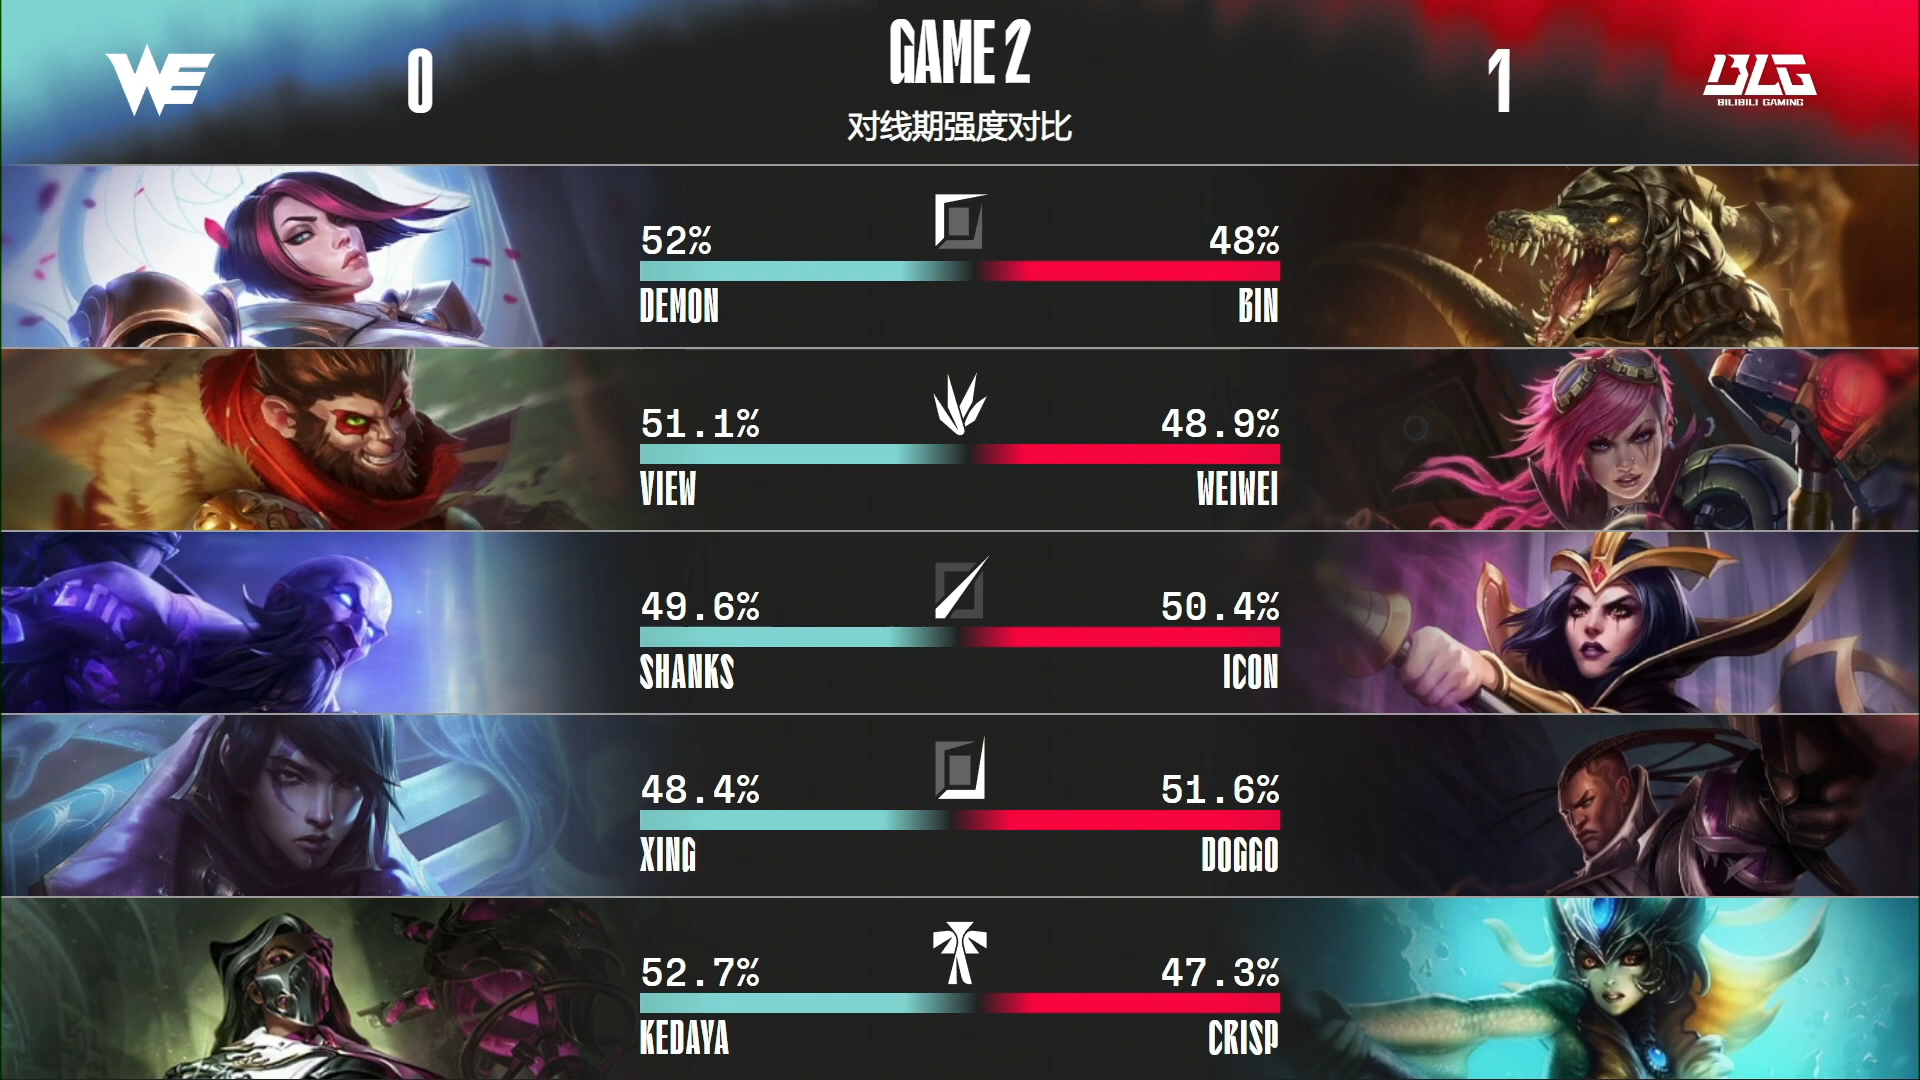 WE
0
GAME 2
对线期强度对比
1
BLG
BILIBILI GAMING
52%
48%
DEMON
BIN
51.1%
48.9%
VIEW
WEIWEI
49.6%
50.4%
SHANKS
ICON
48.4%
51.6%
XING
DOGGO
52.7%
47.3%
KEDAYA
CRISP